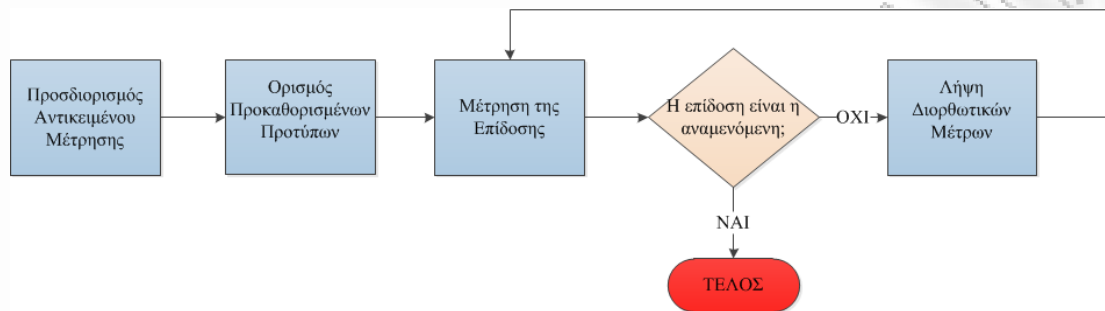 Προσδιορισμός
Αντικειμένου
Μέτρησης
Ορισμός
Προκαθορισμένων
Προτύπων
Μέτρηση της
Επίδοσης
Η επίδοση είναι η
αναμενόμενη;
ΟΧΙ
Λήψη
Διορθωτικών
Μέτρων
ΝΑΙ
ΤΕΛΟΣ